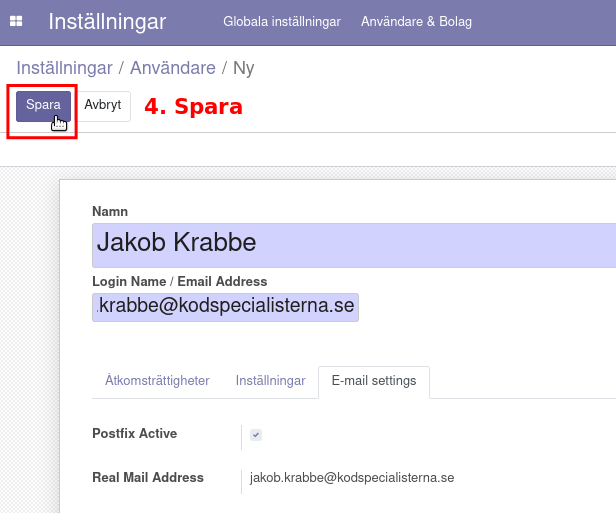 Inställningar Globala inställningar Användare & Bolag
Inställningar / Användare / Ny
Spara Avbryt 4. Spara
Namn
Jakob Krabbe
Login Name / Email Address
.krabbe@kodspecialisterna.se
Åtkomsträttigheter Inställningar E-mail settings
Postfix Active
Real Mail Address jakob.krabbe@kodspecialisterna.se